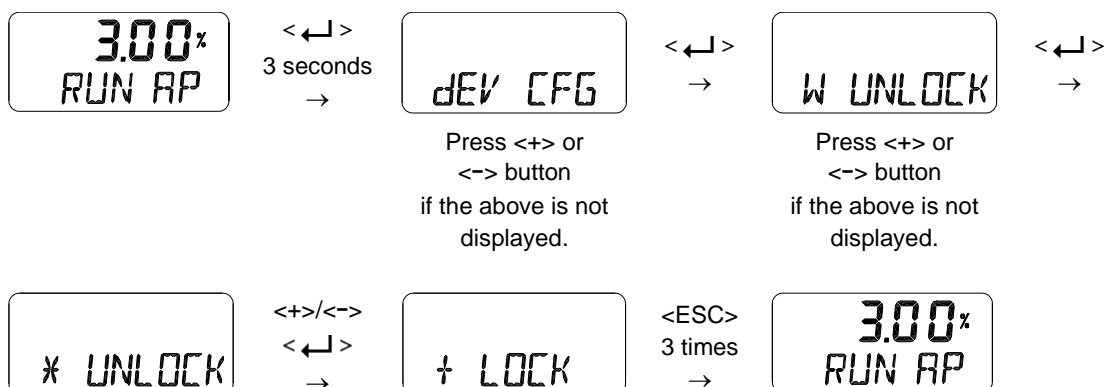 3.00%
RUN AP
< ↵ >
3 seconds
→
dEV CFG
Press <+> or
<−> button
if the above is not
displayed.
< ↵ >
→
W UNLOCK
Press <+> or
<−> button
if the above is not
displayed.
< ↵ >
→
* UNLOCK
<+>/<−>
< ↵ >
→
+ LOCK
<ESC>
3 times
→
3.00%
RUN AP